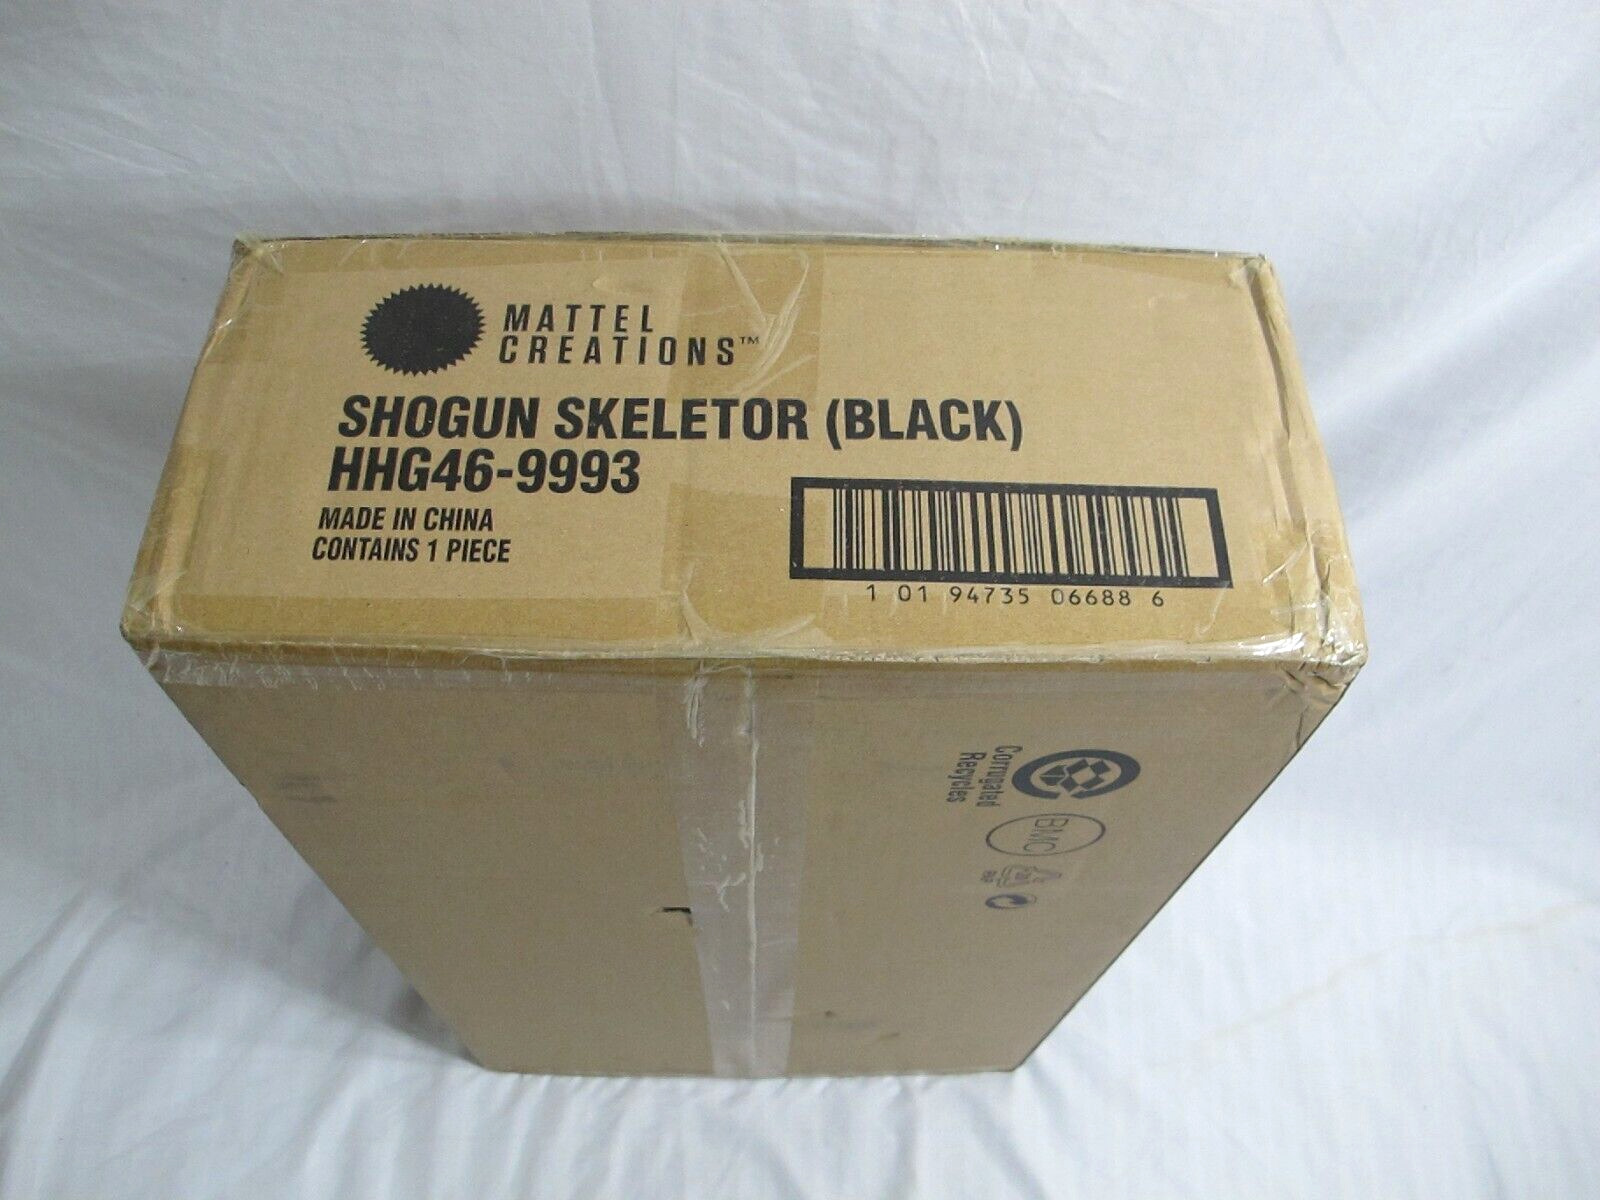 MATTEL
CREATIONS™
SHOGUN SKELETOR (BLACK)
HHG46-9993
MADE IN CHINA
CONTAINS 1 PIECE
1 01 94735 06688 6
Corrugated
Recycles
BMC